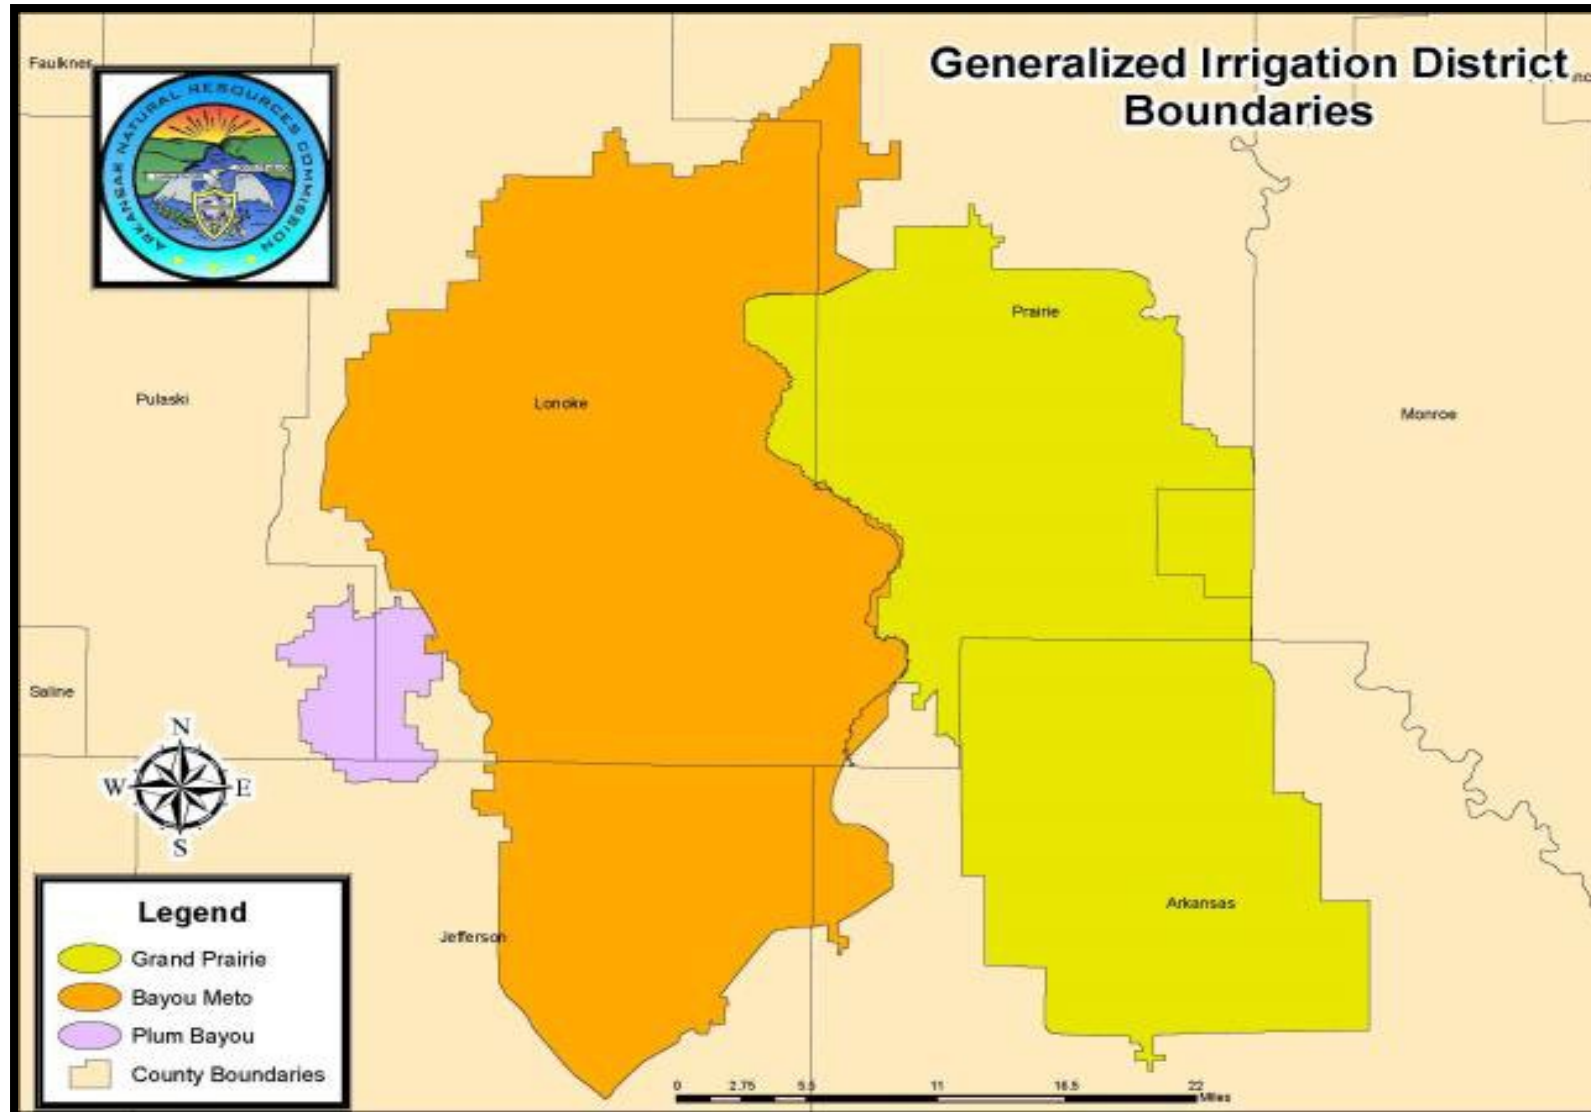 Generalized Irrigation District
Boundaries
Faulkner
ARKANSAS NATURAL RESOURCES COMMISSION
Prairie
Pulaski
Lonoke
Monroe
Saline
N
W E
S
Arkansas
Jefferson
Legend
Grand Prairie
Bayou Meto
Plum Bayou
County Boundaries
0 2.75 5.5 11 16.5 22
Miles